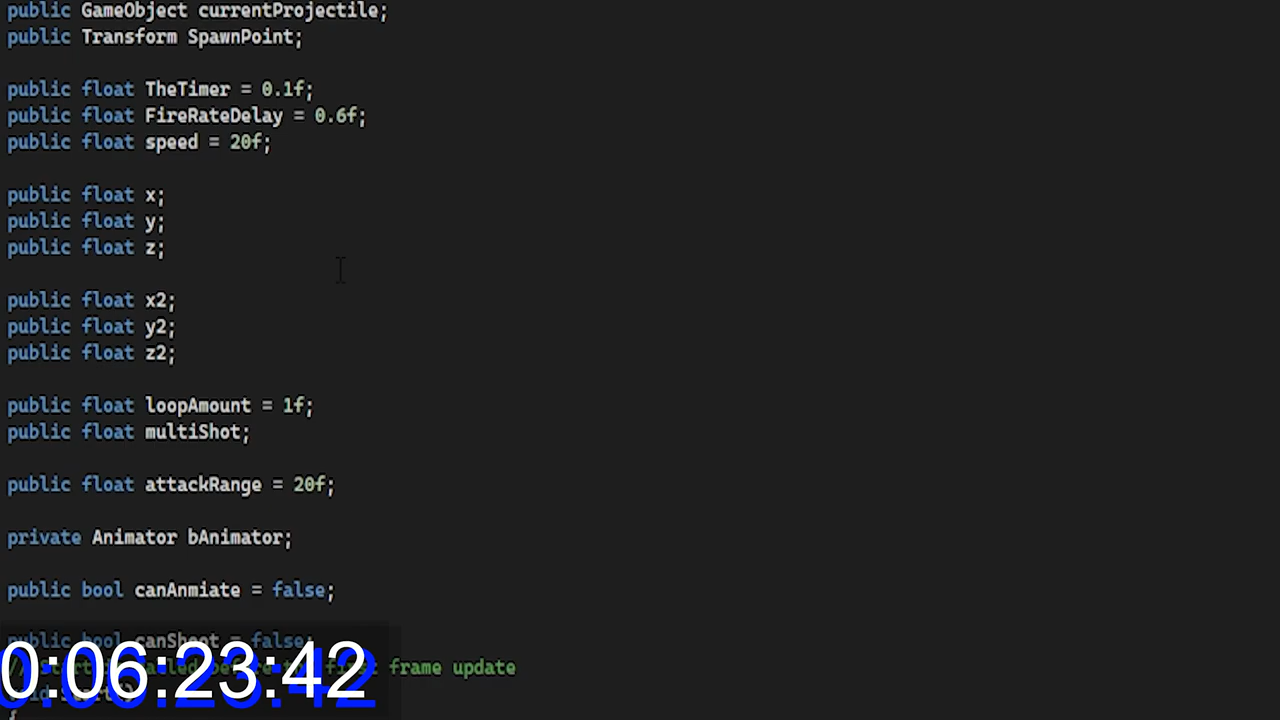 public GameObject currentProjectile;
public Transform SpawnPoint;
public float TheTimer = 0.1f;
public float FireRateDelay = 0.6f;
public float speed = 20f;
public float x;
public float y;
public float z;
public float x2;
public float y2;
public float z2;
public float loopAmount = 1f;
public float multiShot;
public float attackRange = 20f;
private Animator bAnimator;
public bool canAnmiate = false;
public bool canShoot = false;
frame update
{
0:06:23:42